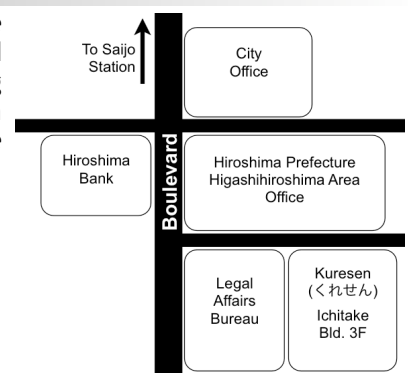 To Saijo
Station
City
Office
Hiroshima
Bank
Boulevard
Hiroshima Prefecture
Higashihiroshima Area
Office
Legal
Affairs
Bureau
Kuresen
(くれせん)
Ichitake
Bld. 3F